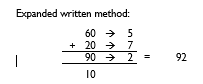 Expanded written method:
60 → 5
+ 20 → 7
90 → 2 = 92
10